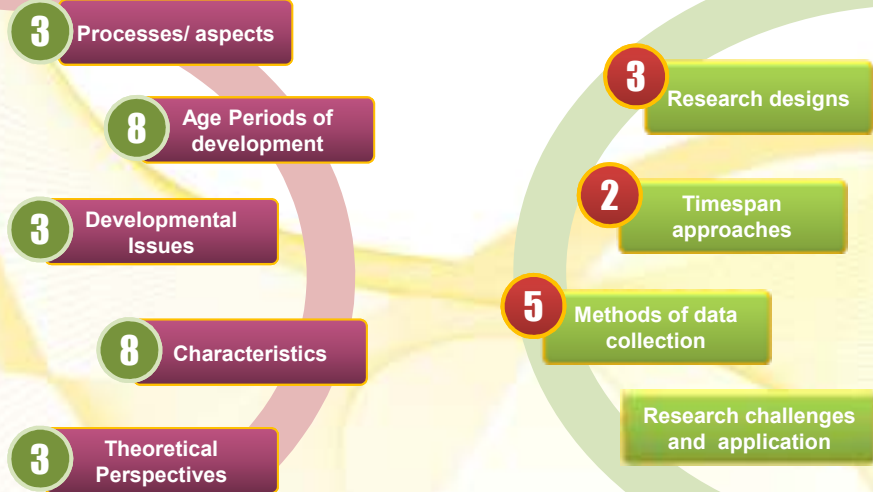 3
Processes/ aspects
8
Age Periods of
development
3
Developmental
Issues
8
Characteristics
3
Theoretical
Perspectives
3
Research designs
2
Timespan
approaches
5
Methods of data
collection
Research challenges
and application